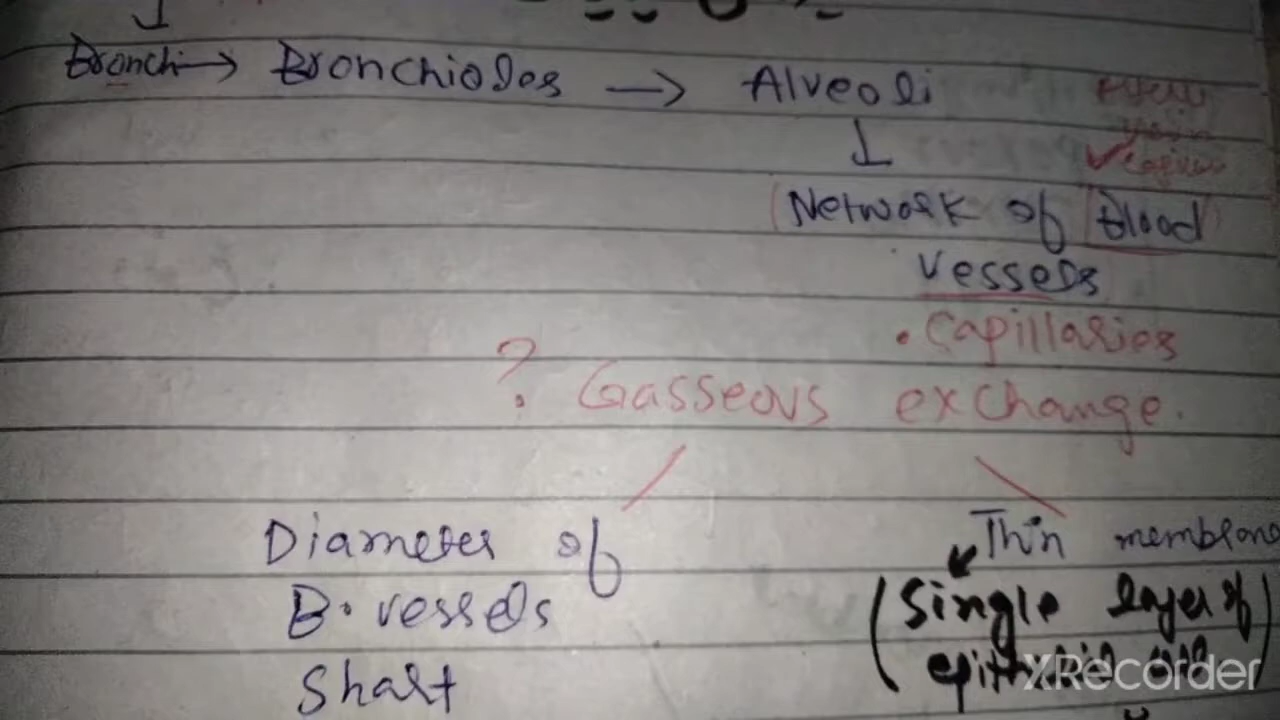 Bronchi → Bronchioles → Alveoli
↓
Network of Blood
vessels
• Capillaries
? Gasseous exchange.
Diameter of
B. vessels
Short
Thin membrane
(Single layer of
XRecorder